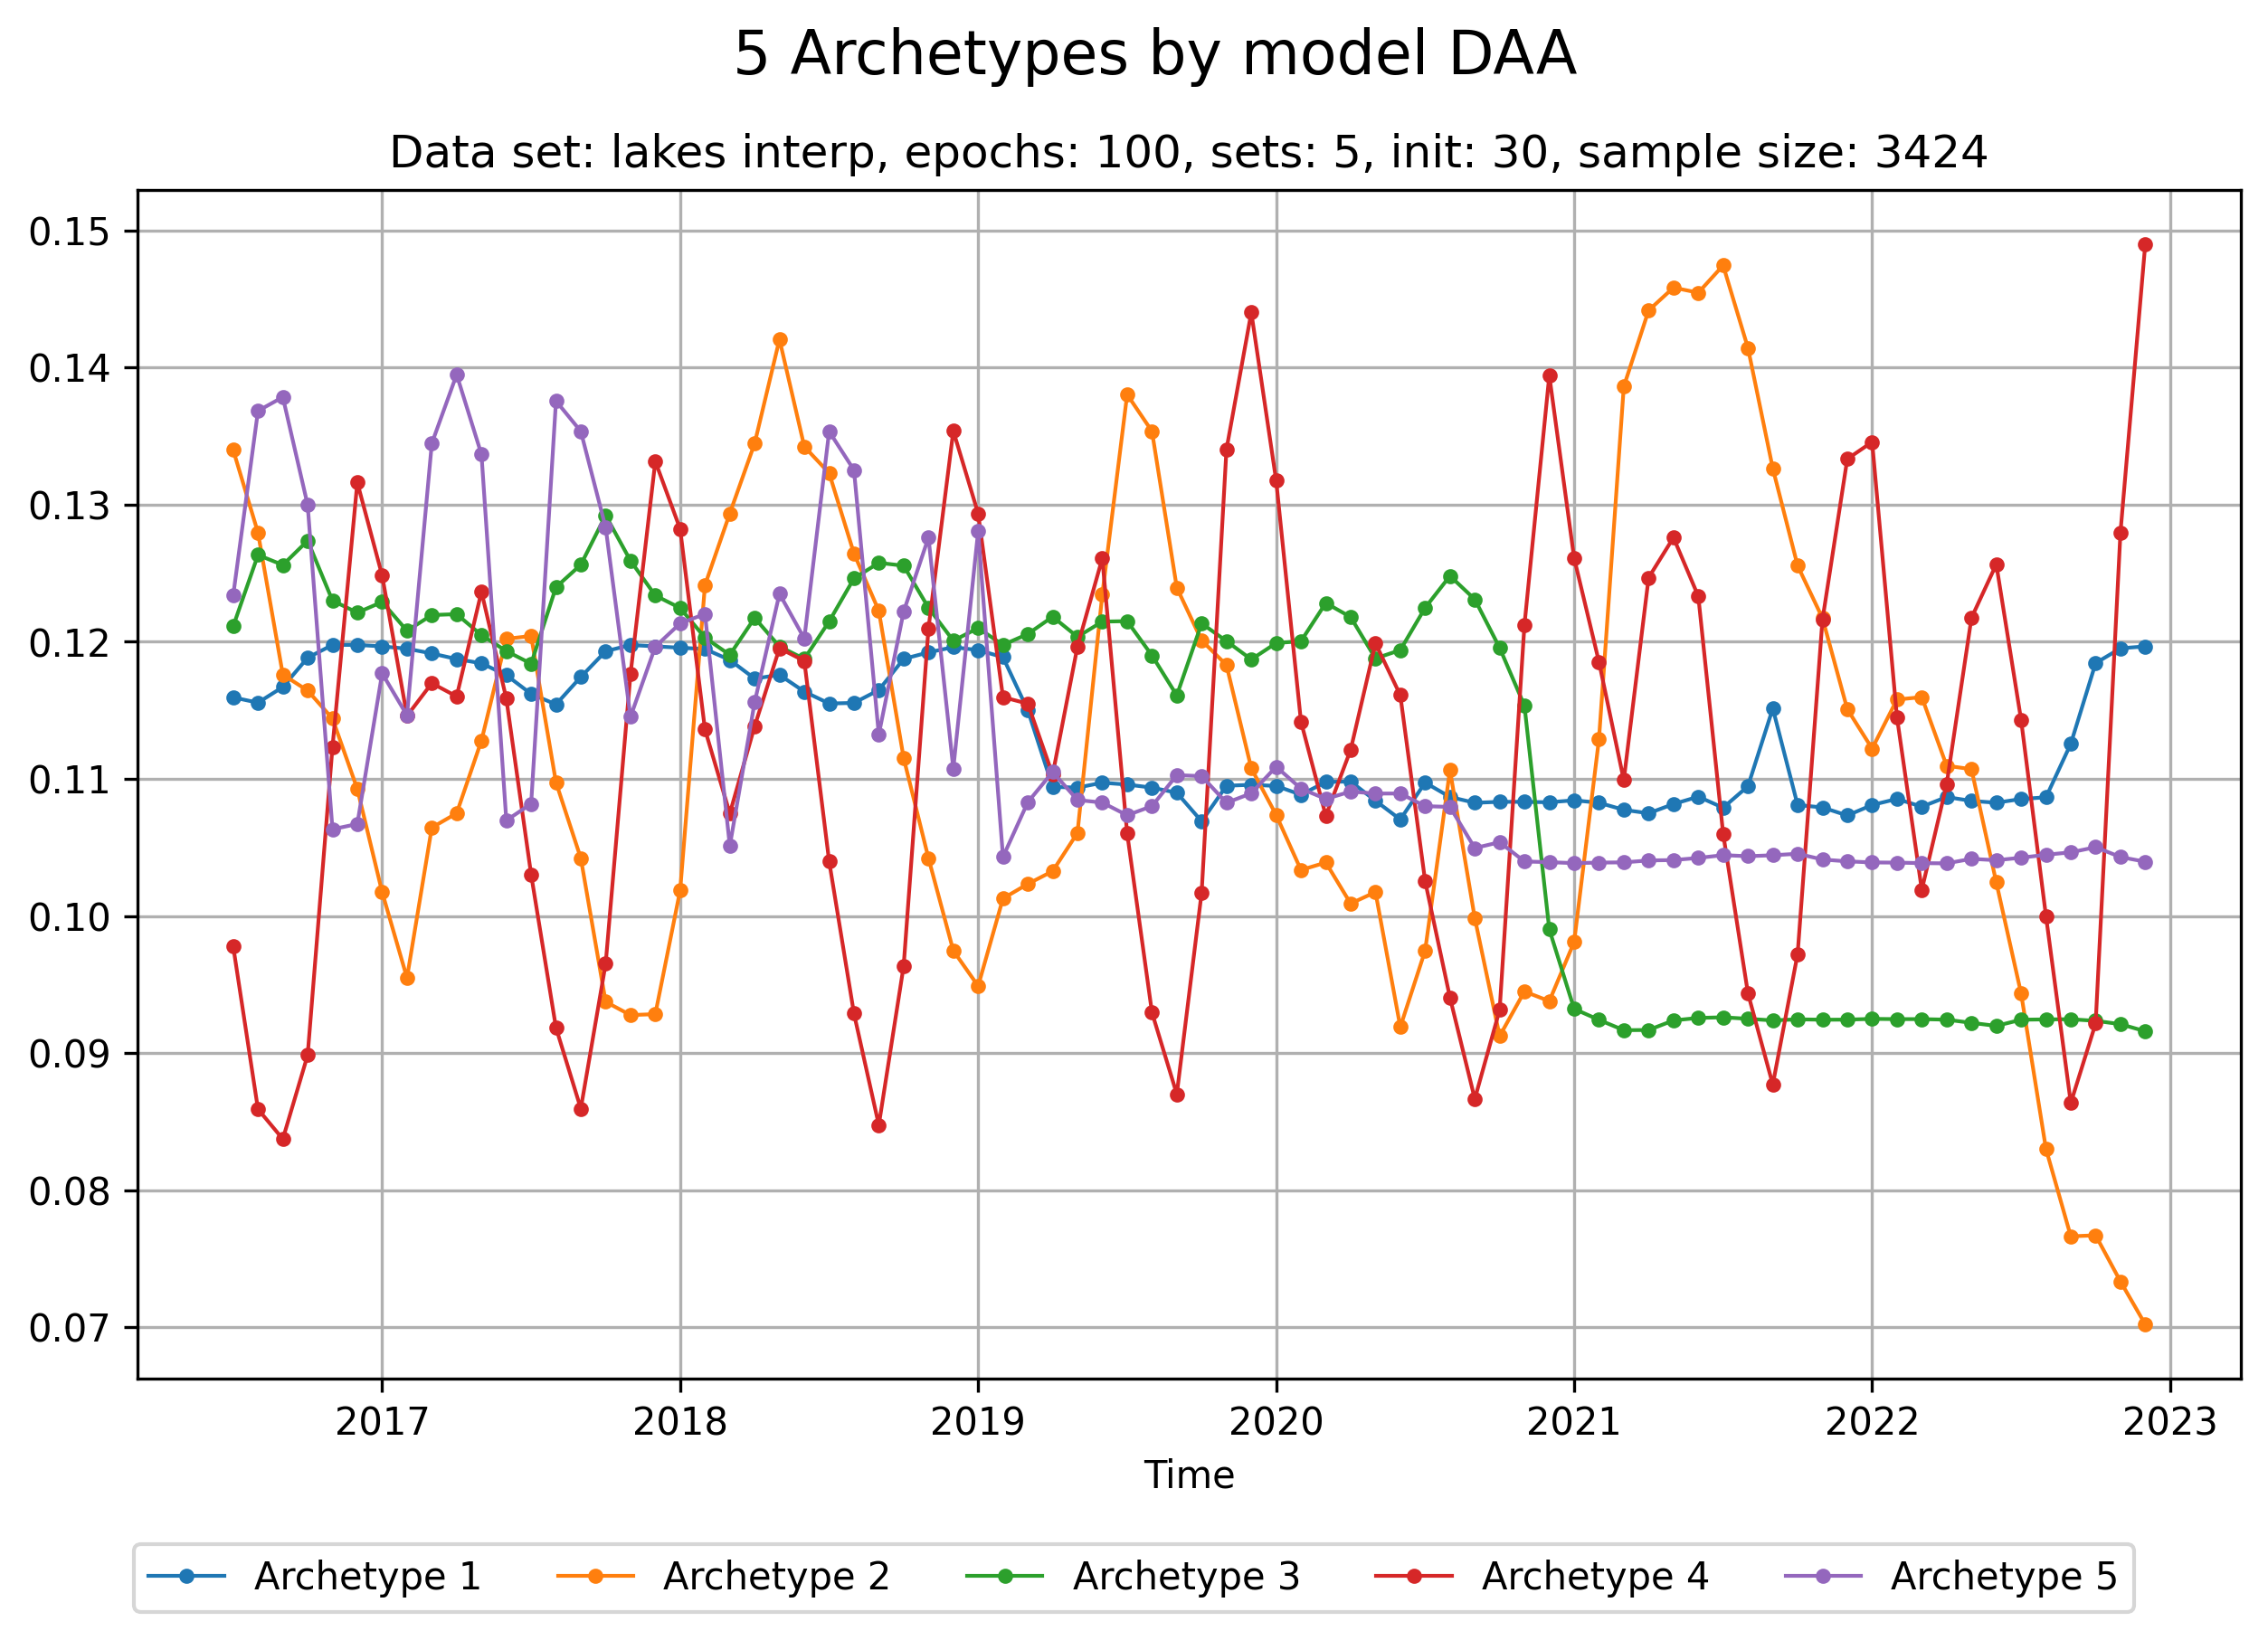 5 Archetypes by model DAA
Data set: lakes interp, epochs: 100, sets: 5, init: 30, sample size: 3424
0.15
0.14
0.13
0.12
0.11
0.10
0.09
0.08
0.07
2017 2018 2019 2020 2021 2022 2023
Time
Archetype 1 Archetype 2 Archetype 3 Archetype 4 Archetype 5